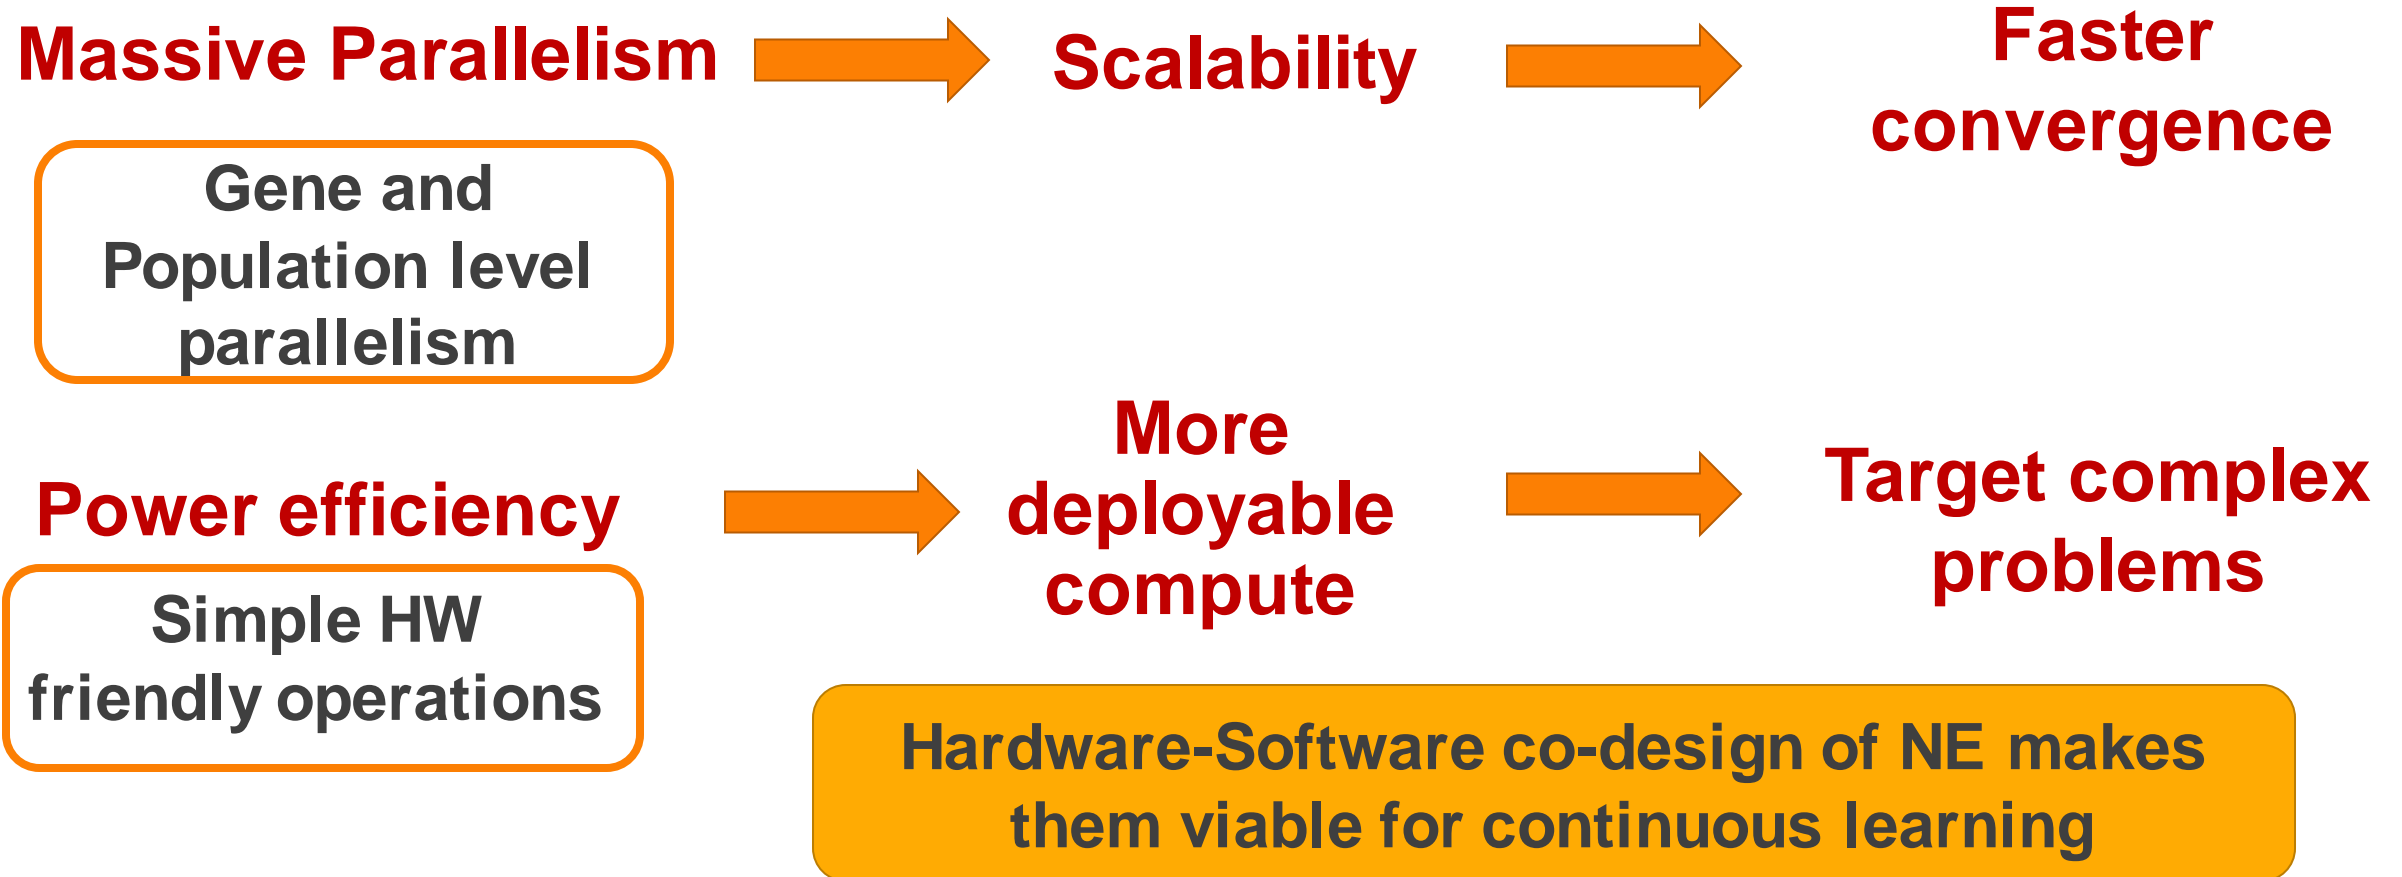 Massive Parallelism
Scalability
Faster
convergence
Gene and
Population level
parallelism
Power efficiency
More
deployable
compute
Target complex
problems
Simple HW
friendly operations
Hardware-Software co-design of NE makes
them viable for continuous learning